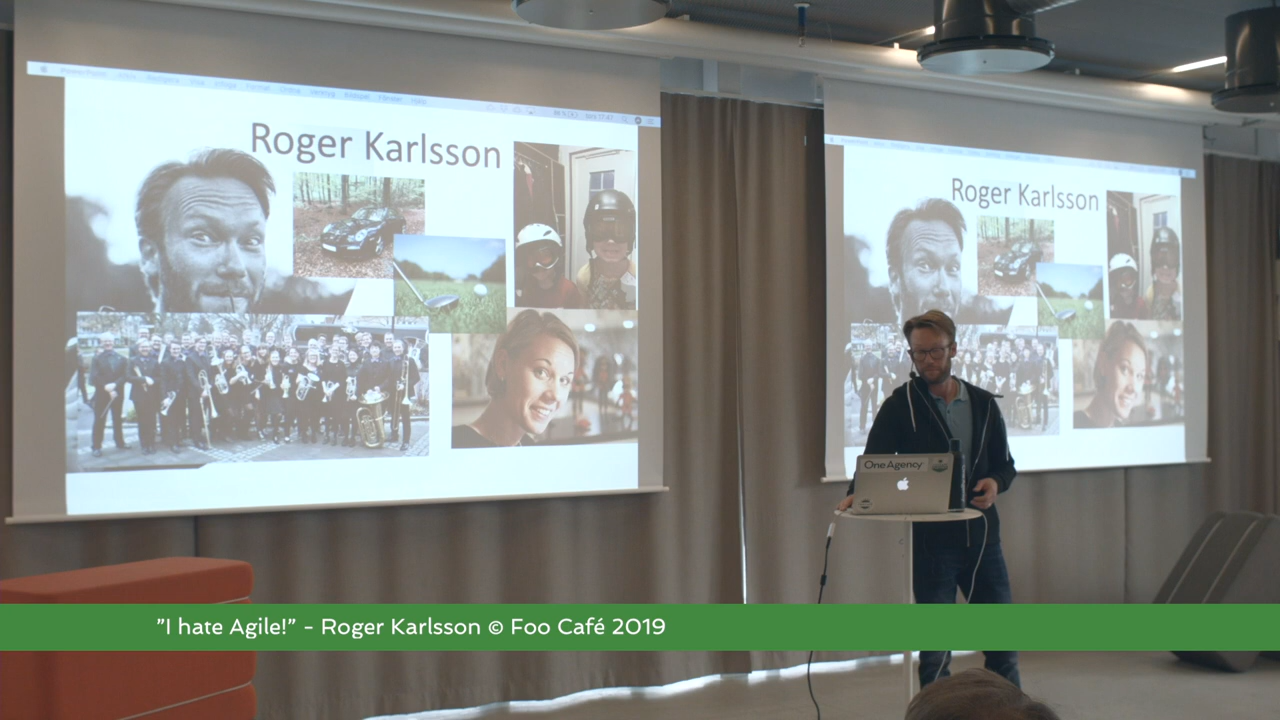 Roger Karlsson
Roger Karlsson
OneAgency
"I hate Agile!" - Roger Karlsson © Foo Café 2019